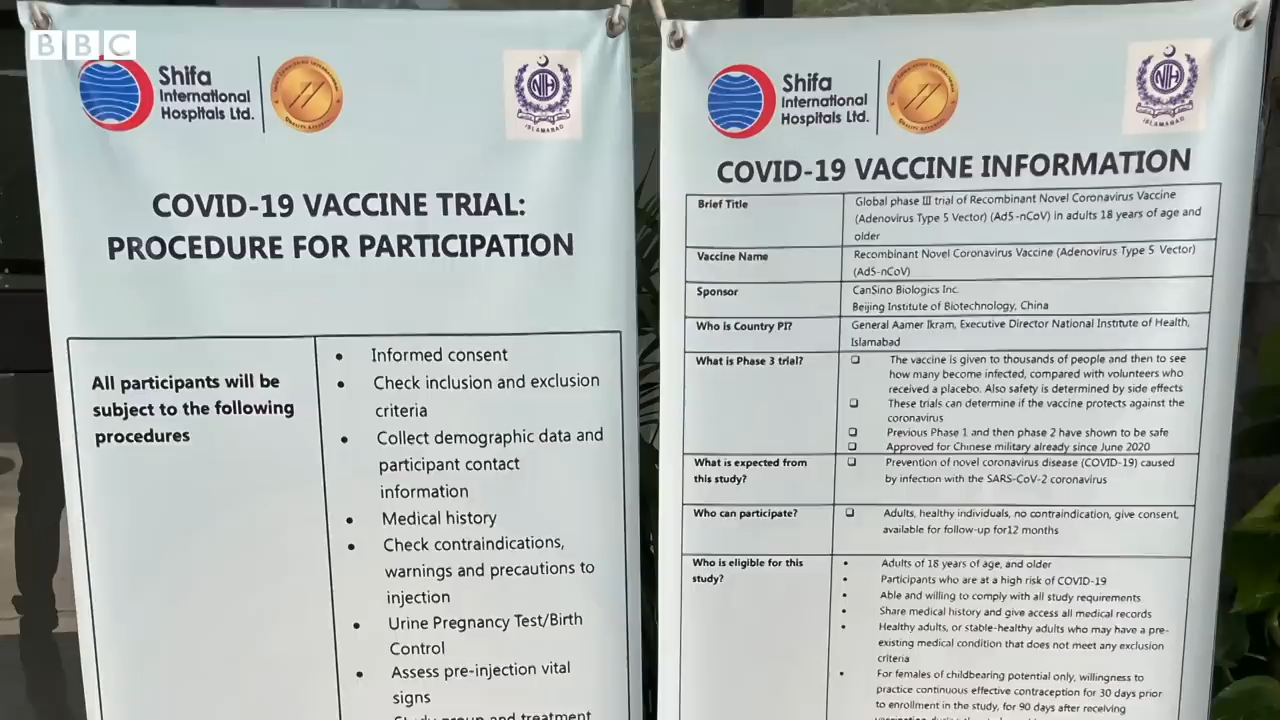 BBC
Shifa
International
Hospitals Ltd.
NIH
ISLAMABAD
COVID-19 VACCINE TRIAL:
PROCEDURE FOR PARTICIPATION
All participants will be
subject to the following
procedures
• Informed consent
• Check inclusion and exclusion
criteria
• Collect demographic data and
participant contact
information
• Medical history
• Check contraindications,
warnings and precautions to
injection
• Urine Pregnancy Test/Birth
Control
• Assess pre-injection vital
signs
Study group and treatment
Shifa
International
Hospitals Ltd.
NIH
ISLAMABAD
COVID-19 VACCINE INFORMATION
Brief Title
Global phase III trial of Recombinant Novel Coronavirus Vaccine
(Adenovirus Type 5 Vector) (Ad5-nCoV) in adults 18 years of age and
older
Vaccine Name
Recombinant Novel Coronavirus Vaccine (Adenovirus Type 5 Vector)
(Ad5-nCoV)
Sponsor
CanSino Biologics Inc.
Beijing Institute of Biotechnology, China
Who is Country PI?
General Aamer Ikram, Executive Director National Institute of Health,
Islamabad
What is Phase 3 trial?
❑ The vaccine is given to thousands of people and then to see
how many become infected, compared with volunteers who
received a placebo. Also safety is determined by side effects
❑ These trials can determine if the vaccine protects against the
coronavirus
❑ Previous Phase 1 and then phase 2 have shown to be safe
❑ Approved for Chinese military already since June 2020
What is expected from
this study?
❑ Prevention of novel coronavirus disease (COVID-19) caused
by infection with the SARS-CoV-2 coronavirus
Who can participate?
❑ Adults, healthy individuals, no contraindication, give consent,
available for follow-up for12 months
Who is eligible for this
study?
• Adults of 18 years of age, and older
• Participants who are at a high risk of COVID-19
• Able and willing to comply with all study requirements
• Share medical history and give access all medical records
• Healthy adults, or stable-healthy adults who may have a pre-
existing medical condition that does not meet any exclusion
criteria
• For females of childbearing potential only, willingness to
practice continuous effective contraception for 30 days prior
to enrollment in the study, for 90 days after receiving